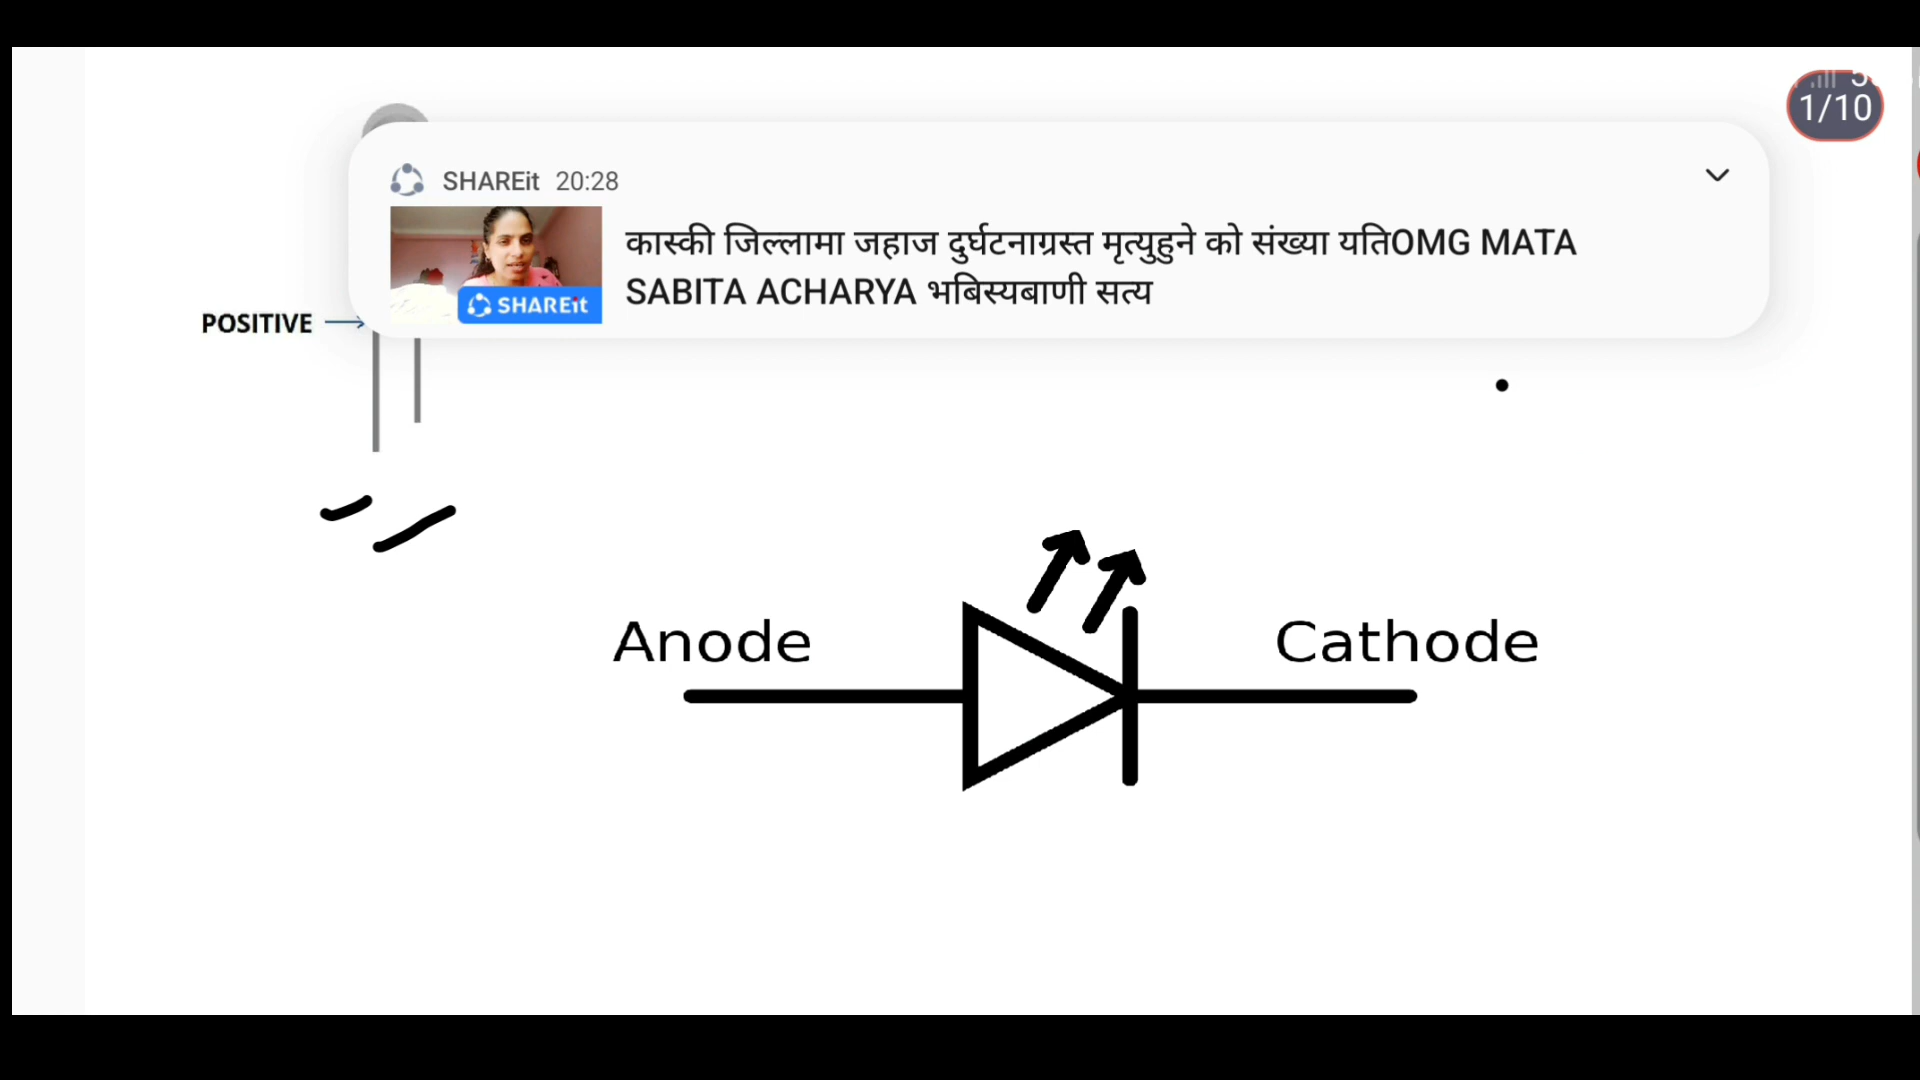 1/10
SHAREit 20:28
कास्की जिल्लामा जहाज दुर्घटनाग्रस्त मृत्युहुने को संख्या यतिOMG MATA
SABITA ACHARYA भबिस्यबाणी सत्य
SHAREit
POSITIVE
Anode
Cathode